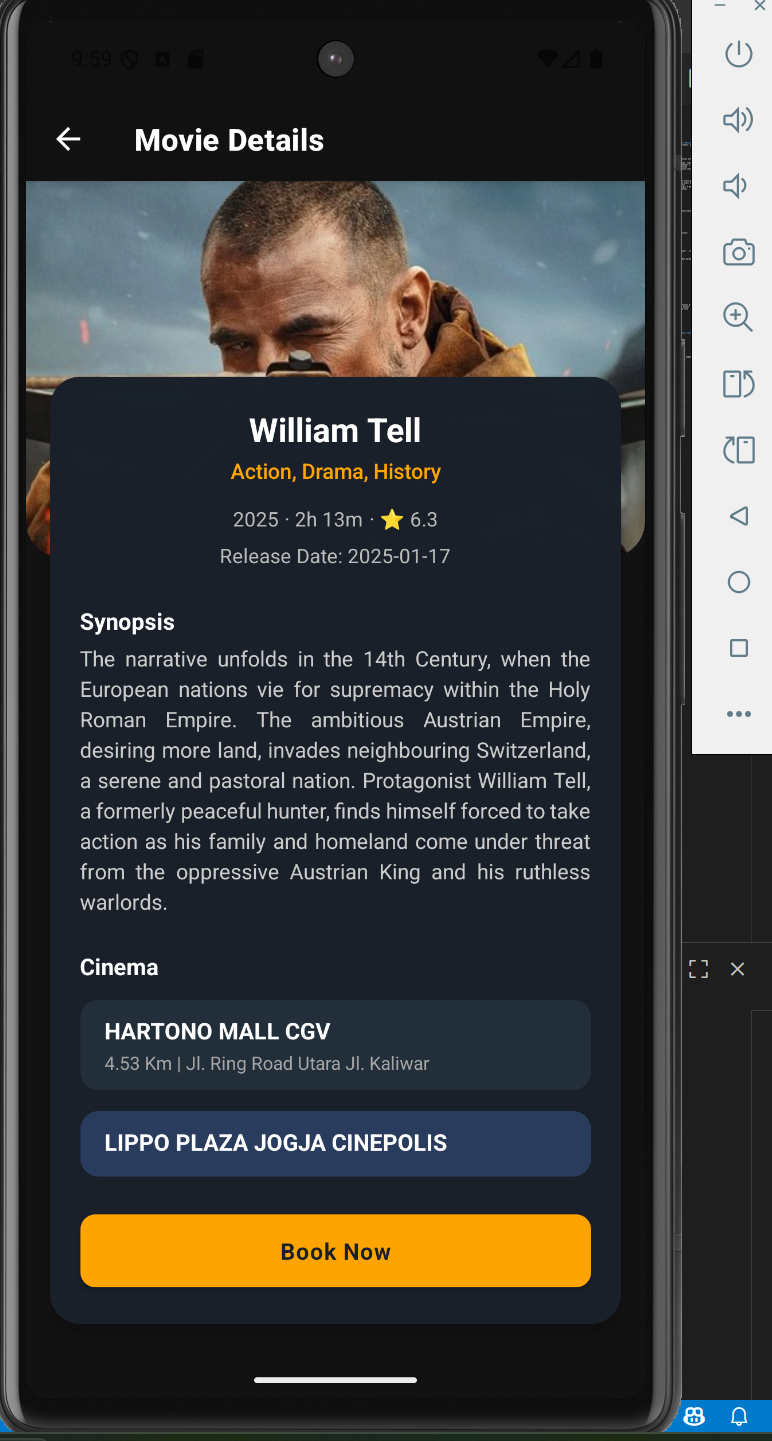 9:59
Movie Details
William Tell
Action, Drama, History
2025 · 2h 13m · ⭐ 6.3
Release Date: 2025-01-17
Synopsis
The narrative unfolds in the 14th Century, when the
European nations vie for supremacy within the Holy
Roman Empire. The ambitious Austrian Empire,
desiring more land, invades neighbouring Switzerland,
a serene and pastoral nation. Protagonist William Tell,
a formerly peaceful hunter, finds himself forced to take
action as his family and homeland come under threat
from the oppressive Austrian King and his ruthless
warlords.
Cinema
HARTONO MALL CGV
4.53 Km | Jl. Ring Road Utara Jl. Kaliwar
LIPPO PLAZA JOGJA CINEPOLIS
Book Now